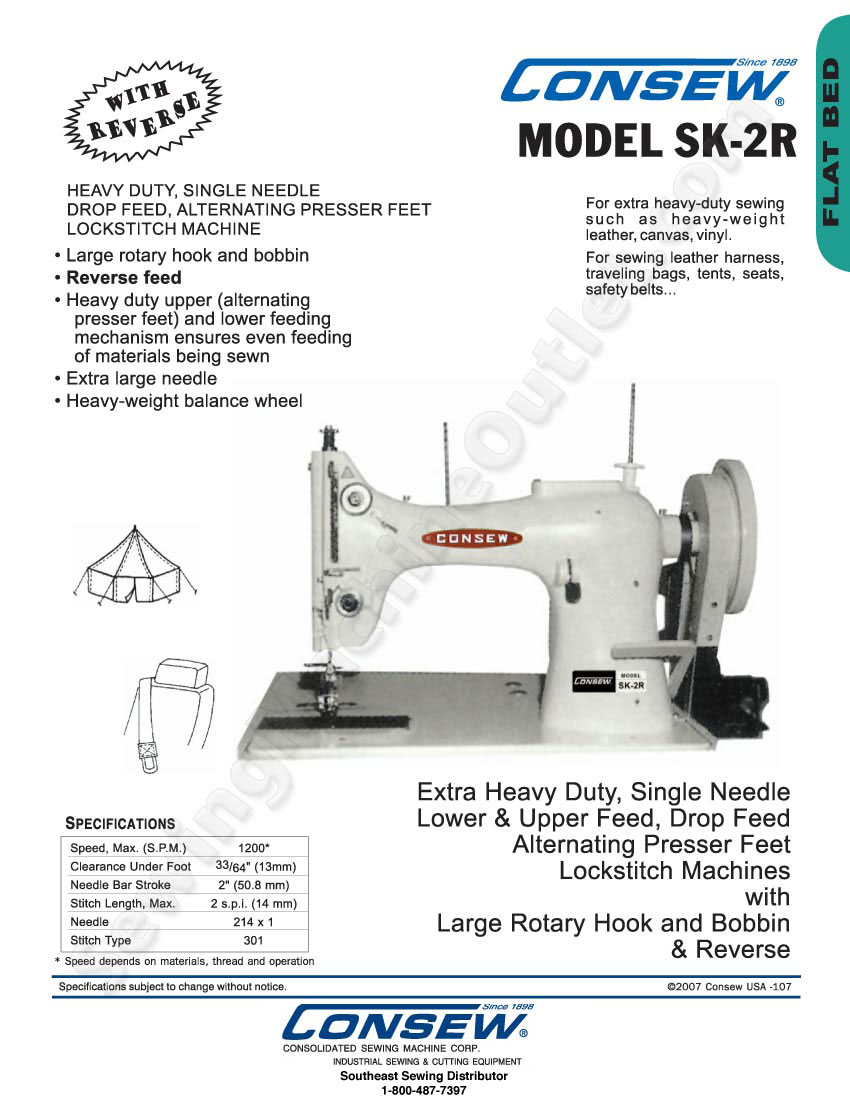 WITH
REVERSE
Since 1898
CONSEW®
MODEL SK-2R
FLAT BED
HEAVY DUTY, SINGLE NEEDLE
DROP FEED, ALTERNATING PRESSER FEET
LOCKSTITCH MACHINE
• Large rotary hook and bobbin
• Reverse feed
• Heavy duty upper (alternating
presser feet) and lower feeding
mechanism ensures even feeding
of materials being sewn
• Extra large needle
• Heavy-weight balance wheel
For extra heavy-duty sewing
such as heavy-weight
leather, canvas, vinyl.
For sewing leather harness,
traveling bags, tents, seats,
safety belts...
CONSEW
CONSEW MODEL
SK-2R
SewingMachineOutlet.com
Extra Heavy Duty, Single Needle
Lower & Upper Feed, Drop Feed
Alternating Presser Feet
Lockstitch Machines
with
Large Rotary Hook and Bobbin
& Reverse
SPECIFICATIONS
Speed, Max. (S.P.M.) 1200*
Clearance Under Foot 33/64" (13mm)
Needle Bar Stroke 2" (50.8 mm)
Stitch Length, Max. 2 s.p.i. (14 mm)
Needle 214 x 1
Stitch Type 301
* Speed depends on materials, thread and operation
Specifications subject to change without notice. ©2007 Consew USA -107
Since 1898
CONSEW®
CONSOLIDATED SEWING MACHINE CORP.
INDUSTRIAL SEWING & CUTTING EQUIPMENT
Southeast Sewing Distributor
1-800-487-7397